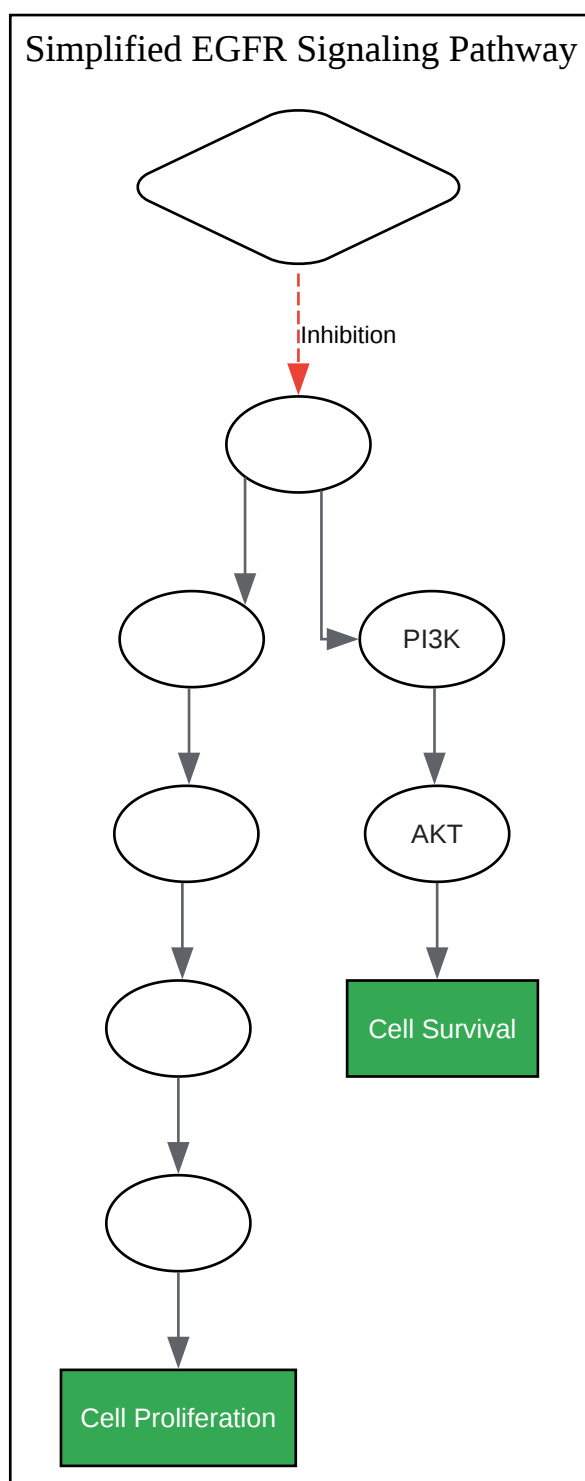 Simplified EGFR Signaling Pathway
Inhibition
PI3K
AKT
Cell Survival
Cell Proliferation